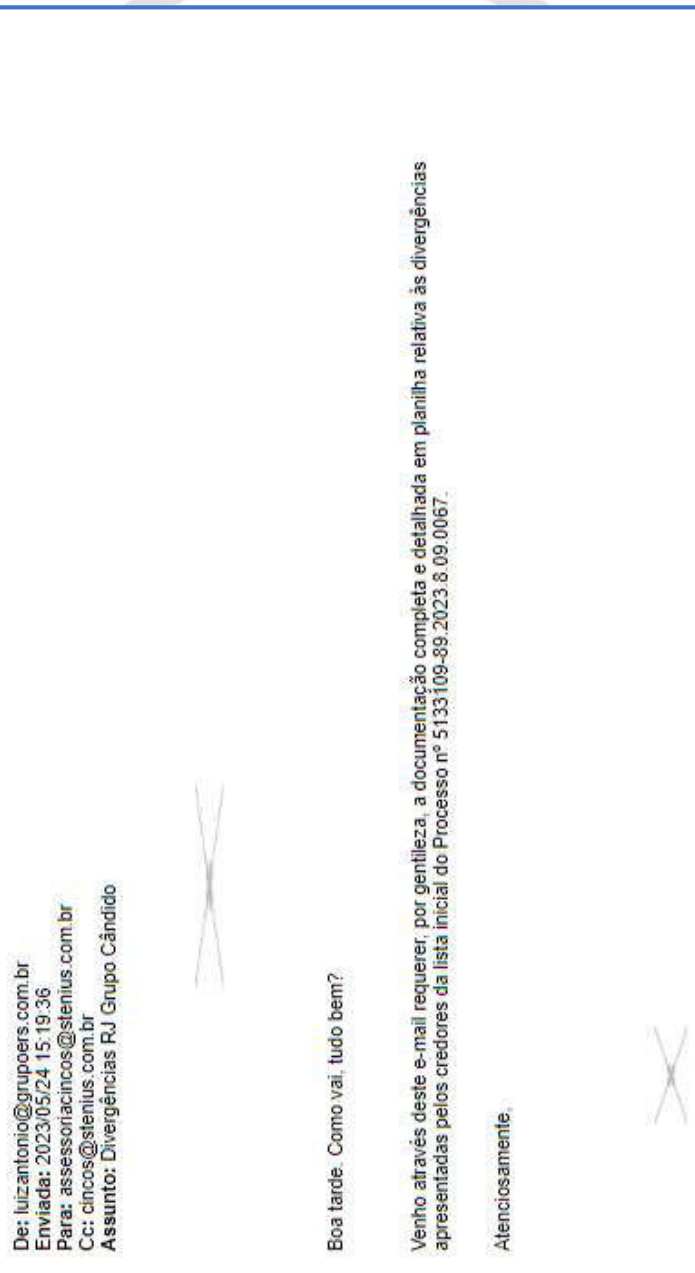 De: luizantonio@grupoers.com.br
Enviada: 2023/05/24 15:19:36
Para: assessoriacincos@stenius.com.br
Cc: cincos@stenius.com.br
Assunto: Divergências RJ Grupo Cândido
Boa tarde. Como vai, tudo bem?
Venho através deste e-mail requerer, por gentileza, a documentação completa e detalhada em planilha relativa às divergências
apresentadas pelos credores da lista inicial do Processo nº 5133109-89.2023.8.09.0067.
Atenciosamente,